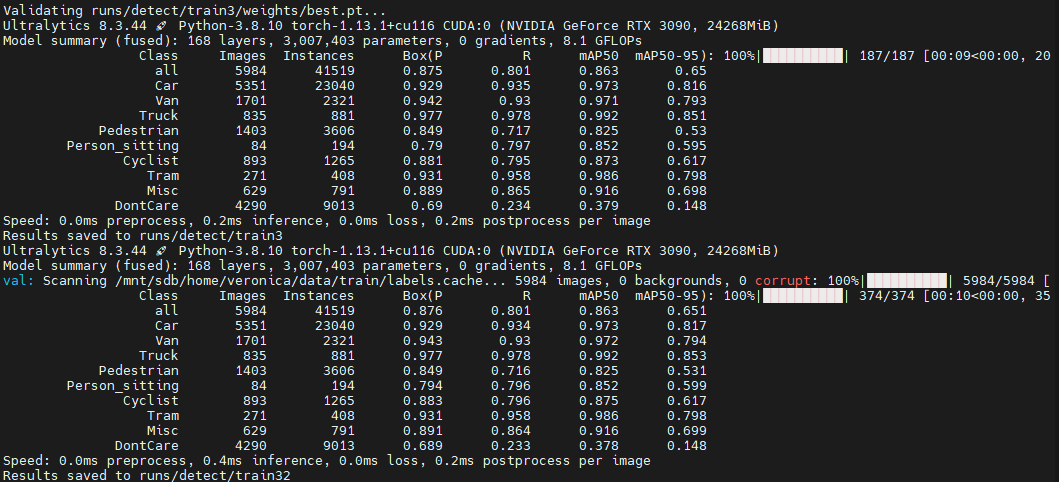 Validating runs/detect/train3/weights/best.pt...
Ultralytics 8.3.44 🚀 Python-3.8.10 torch-1.13.1+cu116 CUDA:0 (NVIDIA GeForce RTX 3090, 24268MiB)
Model summary (fused): 168 layers, 3,007,403 parameters, 0 gradients, 8.1 GFLOPs
Class Images Instances Box(P R mAP50 mAP50-95): 100%|██████████| 187/187 [00:09<00:00, 20
all 5984 41519 0.875 0.801 0.863 0.65
Car 5351 23040 0.929 0.935 0.973 0.816
Van 1701 2321 0.942 0.93 0.971 0.793
Truck 835 881 0.977 0.978 0.992 0.851
Pedestrian 1403 3606 0.849 0.717 0.825 0.53
Person_sitting 84 194 0.79 0.797 0.852 0.595
Cyclist 893 1265 0.881 0.795 0.873 0.617
Tram 271 408 0.931 0.958 0.986 0.798
Misc 629 791 0.889 0.865 0.916 0.698
DontCare 4290 9013 0.69 0.234 0.379 0.148
Speed: 0.0ms preprocess, 0.2ms inference, 0.0ms loss, 0.2ms postprocess per image
Results saved to runs/detect/train3
Ultralytics 8.3.44 🚀 Python-3.8.10 torch-1.13.1+cu116 CUDA:0 (NVIDIA GeForce RTX 3090, 24268MiB)
Model summary (fused): 168 layers, 3,007,403 parameters, 0 gradients, 8.1 GFLOPs
val: Scanning /mnt/sdb/home/veronica/data/train/labels.cache... 5984 images, 0 backgrounds, 0 corrupt: 100%|██████████| 5984/5984 [
Class Images Instances Box(P R mAP50 mAP50-95): 100%|██████████| 374/374 [00:10<00:00, 35
all 5984 41519 0.876 0.801 0.863 0.651
Car 5351 23040 0.929 0.934 0.973 0.817
Van 1701 2321 0.943 0.93 0.972 0.794
Truck 835 881 0.977 0.978 0.992 0.853
Pedestrian 1403 3606 0.849 0.716 0.825 0.531
Person_sitting 84 194 0.794 0.796 0.852 0.599
Cyclist 893 1265 0.883 0.796 0.875 0.617
Tram 271 408 0.931 0.958 0.986 0.798
Misc 629 791 0.891 0.864 0.916 0.699
DontCare 4290 9013 0.689 0.233 0.378 0.148
Speed: 0.0ms preprocess, 0.4ms inference, 0.0ms loss, 0.2ms postprocess per image
Results saved to runs/detect/train32